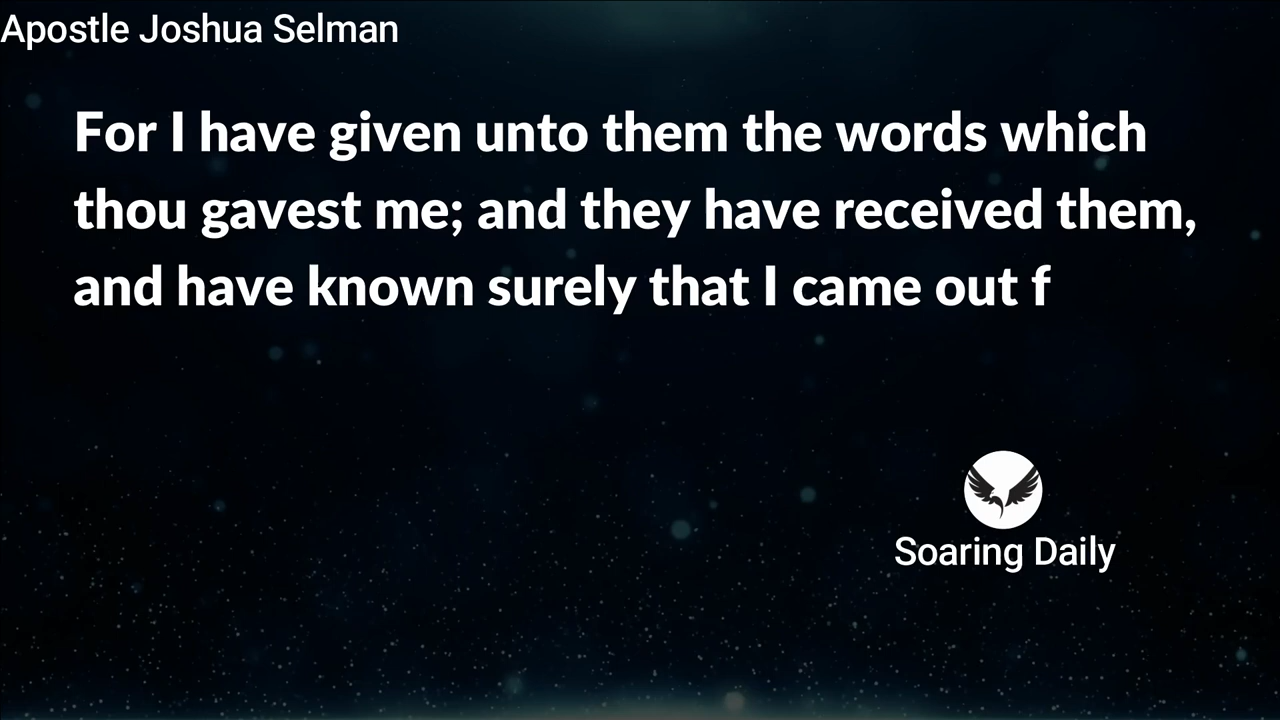 Apostle Joshua Selman
For I have given unto them the words which
thou gavest me; and they have received them,
and have known surely that I came out f
Soaring Daily